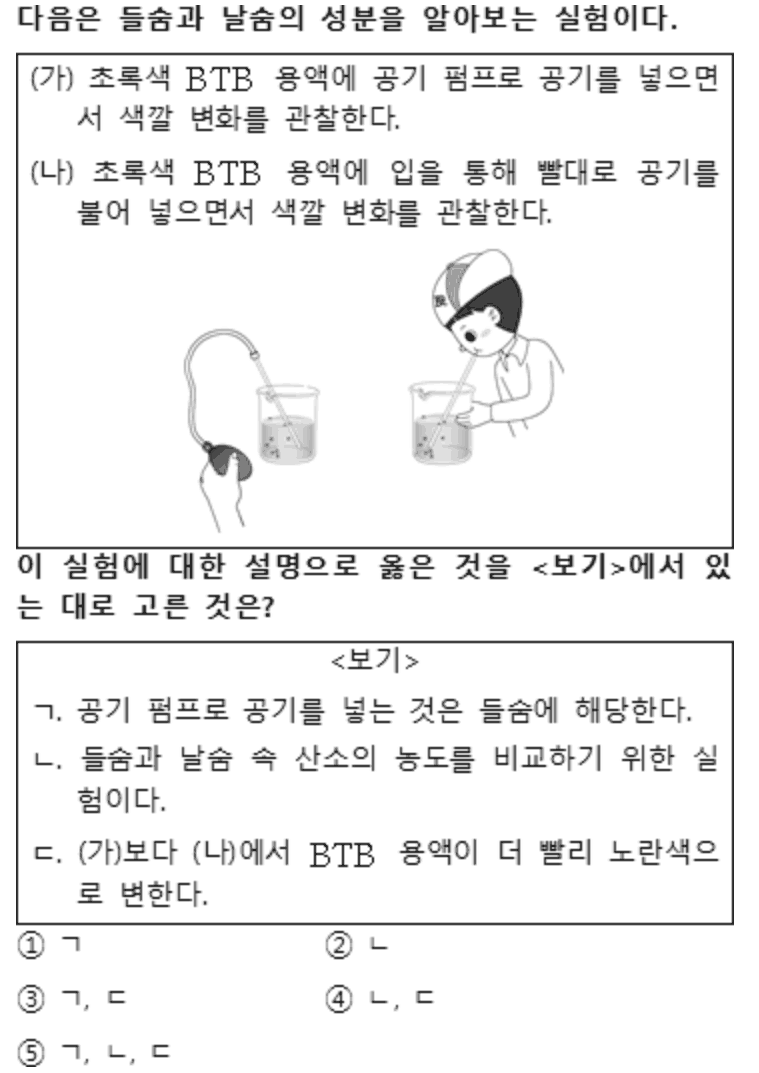 다음은 들숨과 날숨의 성분을 알아보는 실험이다.
(가) 초록색 BTB 용액에 공기 펌프로 공기를 넣으면
서 색깔 변화를 관찰한다.
(나) 초록색 BTB 용액에 입을 통해 빨대로 공기를
불어 넣으면서 색깔 변화를 관찰한다.
이 실험에 대한 설명으로 옳은 것을 <보기>에서 있
는 대로 고른 것은?
<보기>
ㄱ. 공기 펌프로 공기를 넣는 것은 들숨에 해당한다.
ㄴ. 들숨과 날숨 속 산소의 농도를 비교하기 위한 실
험이다.
ㄷ. (가)보다 (나)에서 BTB 용액이 더 빨리 노란색으
로 변한다.
① ㄱ ② ㄴ
③ ㄱ, ㄷ ④ ㄴ, ㄷ
⑤ ㄱ, ㄴ, ㄷ